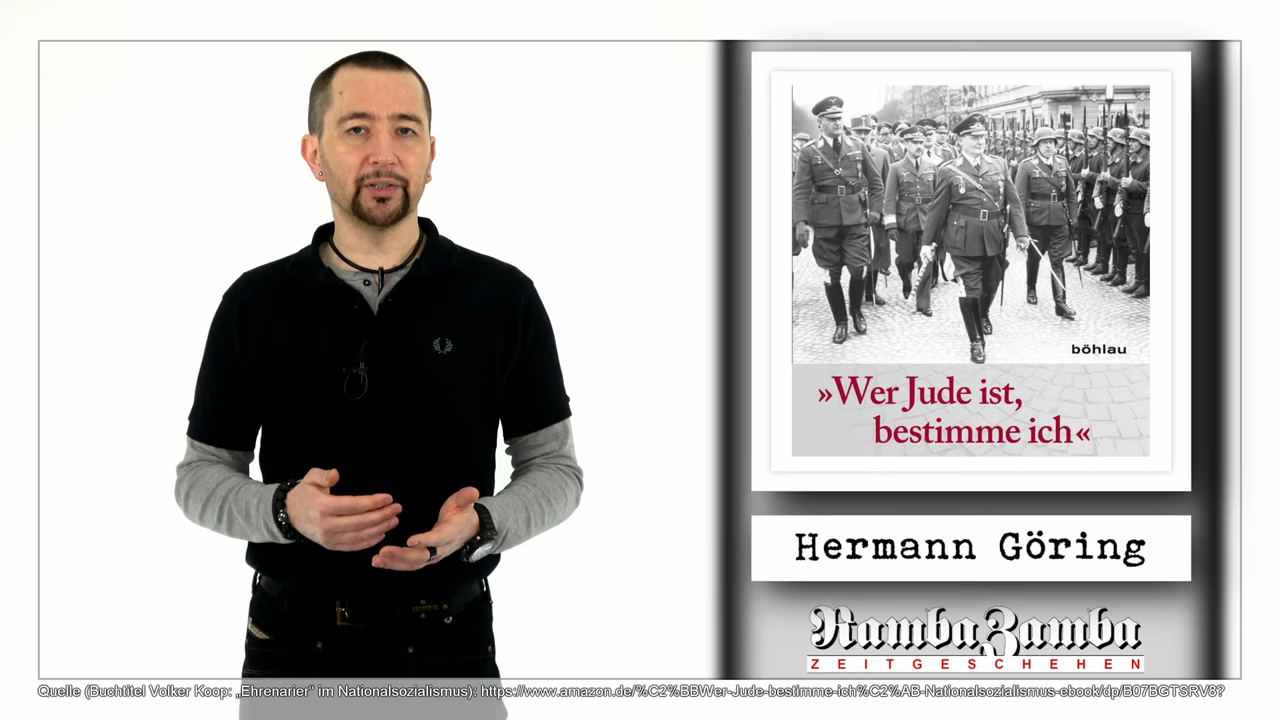 böhlau
»Wer Jude ist,
bestimme ich«
Hermann Göring
RambaZamba
ZEITGESCHEHEN
Quelle (Buchtitel Volker Koop: „Ehrenarier“ im Nationalsozialismus): https://www.amazon.de/%C2%BBWer-Jude-bestimme-ich%C2%AB-Nationalsozialismus-ebook/dp/B07BGTSRV8?